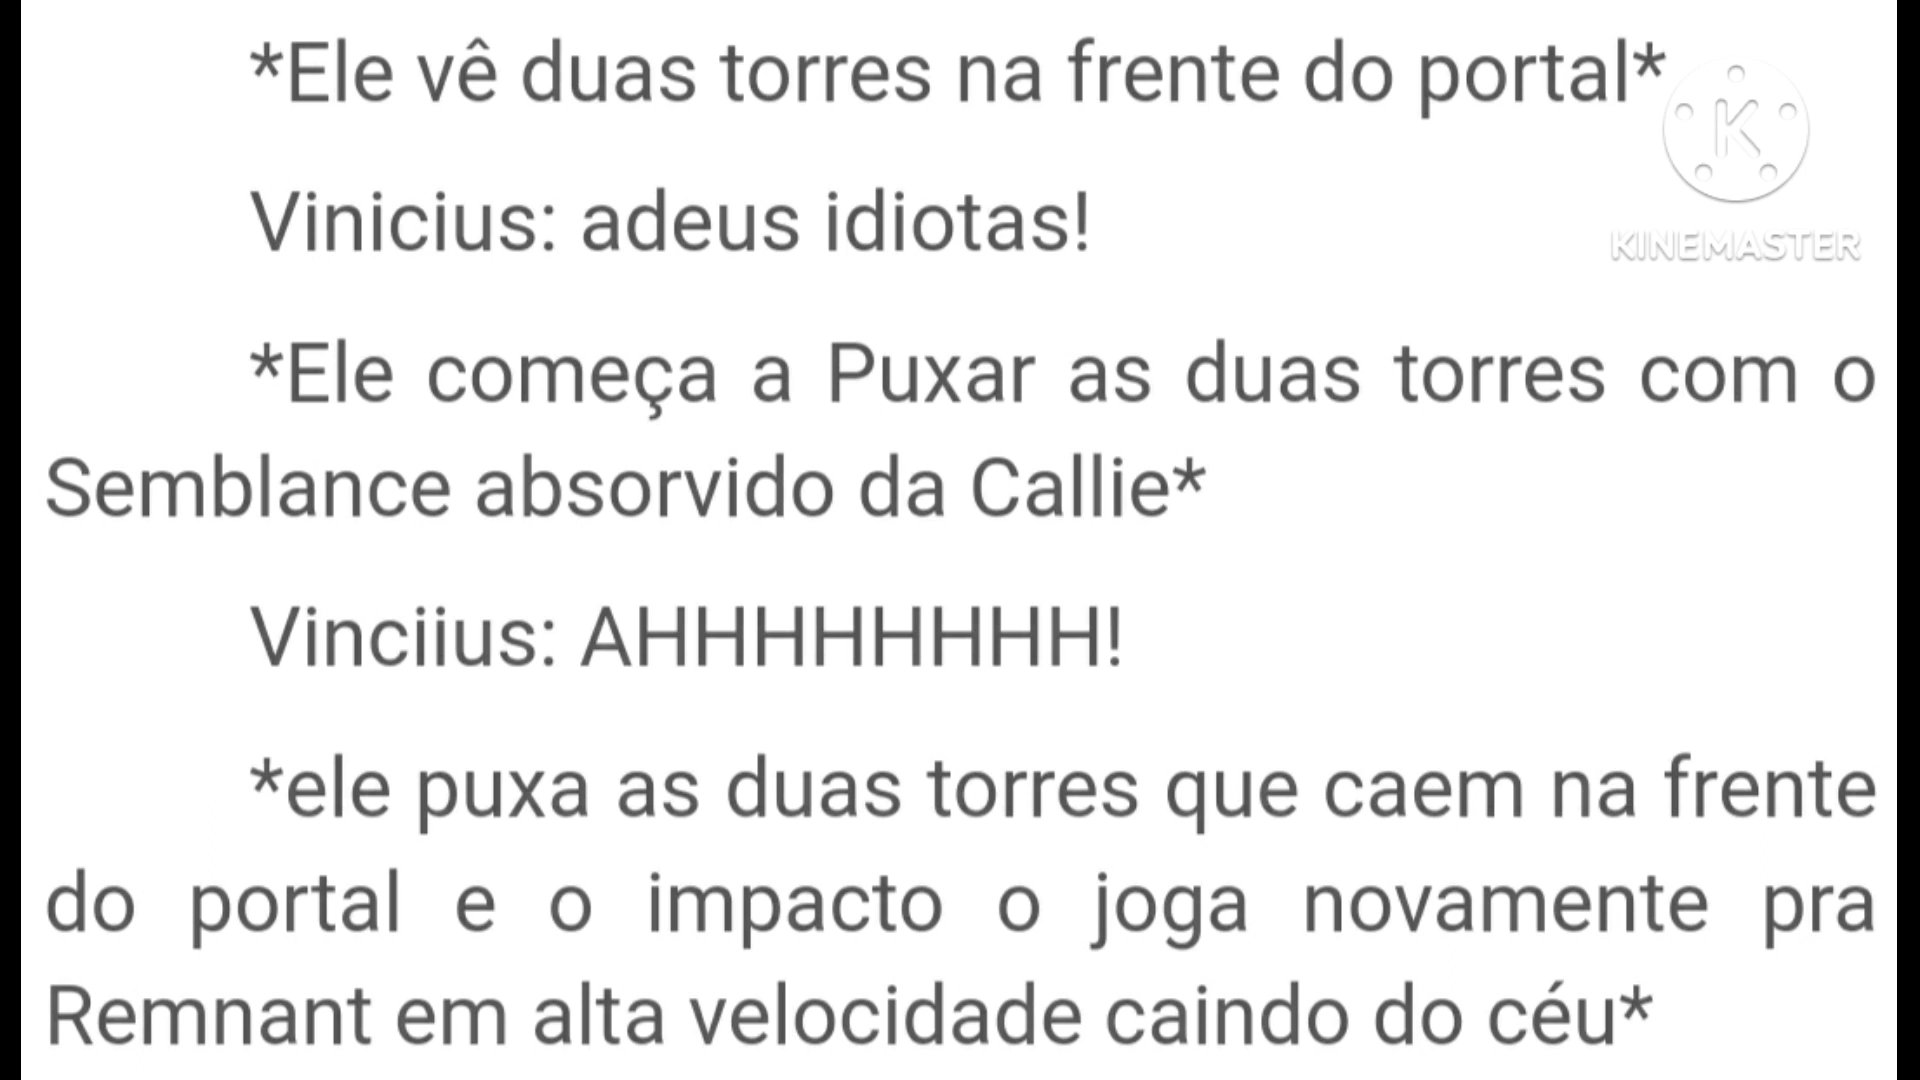 *Ele vê duas torres na frente do portal*
K
KINEMASTER
Vinicius: adeus idiotas!
*Ele começa a Puxar as duas torres com o
Semblance absorvido da Callie*
Vinciius: AHHHHHHHH!
*ele puxa as duas torres que caem na frente
do portal e o impacto o joga novamente pra
Remnant em alta velocidade caindo do céu*